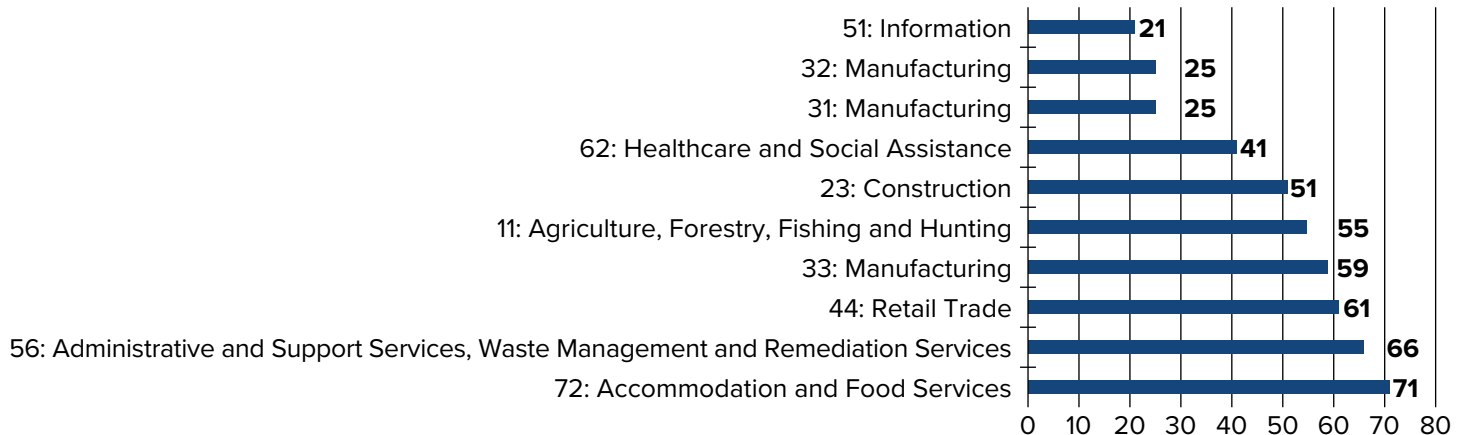 51: Information 21
32: Manufacturing 25
31: Manufacturing 25
62: Healthcare and Social Assistance 41
23: Construction 51
11: Agriculture, Forestry, Fishing and Hunting 55
33: Manufacturing 59
44: Retail Trade 61
56: Administrative and Support Services, Waste Management and Remediation Services 66
72: Accommodation and Food Services 71
0 10 20 30 40 50 60 70 80